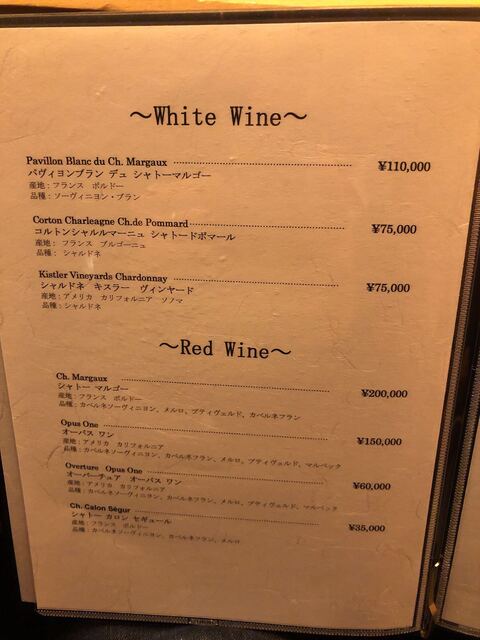 ～White Wine～
Pavillon Blanc du Ch. Margaux ¥110,000
パヴィヨンブラン デュ シャトーマルゴー
産地：フランス ボルドー
品種：ソーヴィニヨン・ブラン
Corton Charleagne Ch.de Pommard ¥75,000
コルトンシャルルマーニュ シャトードポマール
産地： フランス ブルゴーニュ
品種： シャルドネ
Kistler Vineyards Chardonnay ¥75,000
シャルドネ キスラー ヴィンヤード
産地：アメリカ カリフォルニア ソノマ
品種：シャルドネ
～Red Wine～
Ch. Margaux ¥200,000
シャトー マルゴー
産地：フランス ボルドー
品種：カベルネソーヴィニヨン、メルロ、プティヴェルド、カベルネフラン
Opus One ¥150,000
オーパス ワン
産地：アメリカ カリフォルニア
品種：カベルネソーヴィニヨン、カベルネフラン、メルロ、プティヴェルド、マルベック
Overture Opus One ¥60,000
オーバーチュア オーパス ワン
産地：アメリカ カリフォルニア
品種：カベルネソーヴィニヨン、カベルネフラン、メルロ、プティヴェルド、マルベック
Ch. Calon Ségur ¥35,000
シャトー カロン セギュール
産地：フランス ボルドー
品種：カベルネソーヴィニヨン、カベルネフラン、メルロ